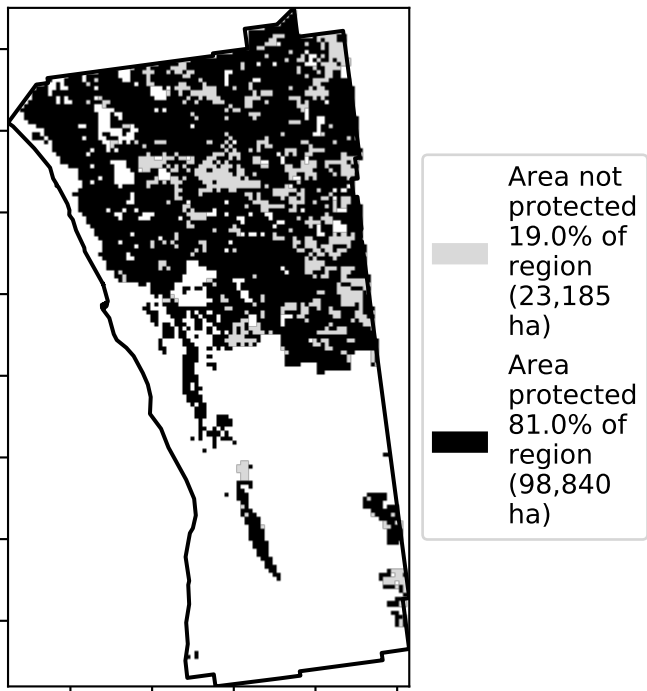 Area not
protected
19.0% of
region
(23,185
ha)
Area
protected
81.0% of
region
(98,840
ha)